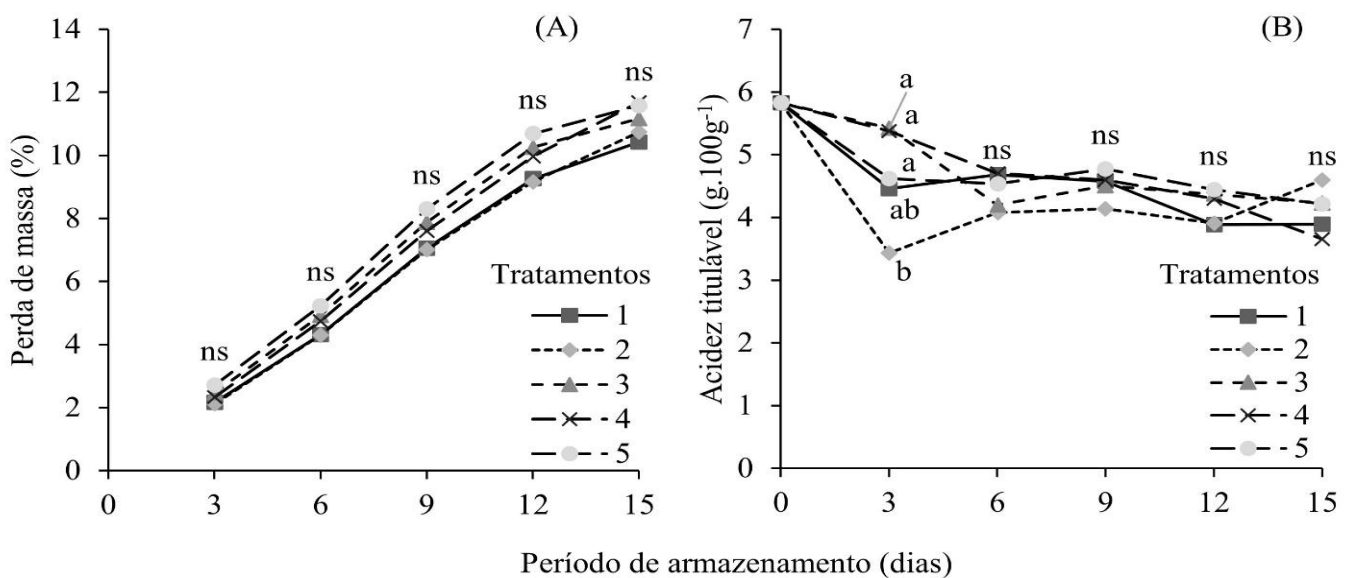 (A)
Perda de massa (%)
14
12
10
8
6
4
2
0
0 3 6 9 12 15
ns
ns
ns
ns
ns
Tratamentos
1
2
3
4
5
(B)
Acidez titulável (g.100g⁻¹)
7
6
5
4
3
2
1
0
0 3 6 9 12 15
a
a
a
ab
b
ns
ns
ns
ns
Tratamentos
1
2
3
4
5
Período de armazenamento (dias)